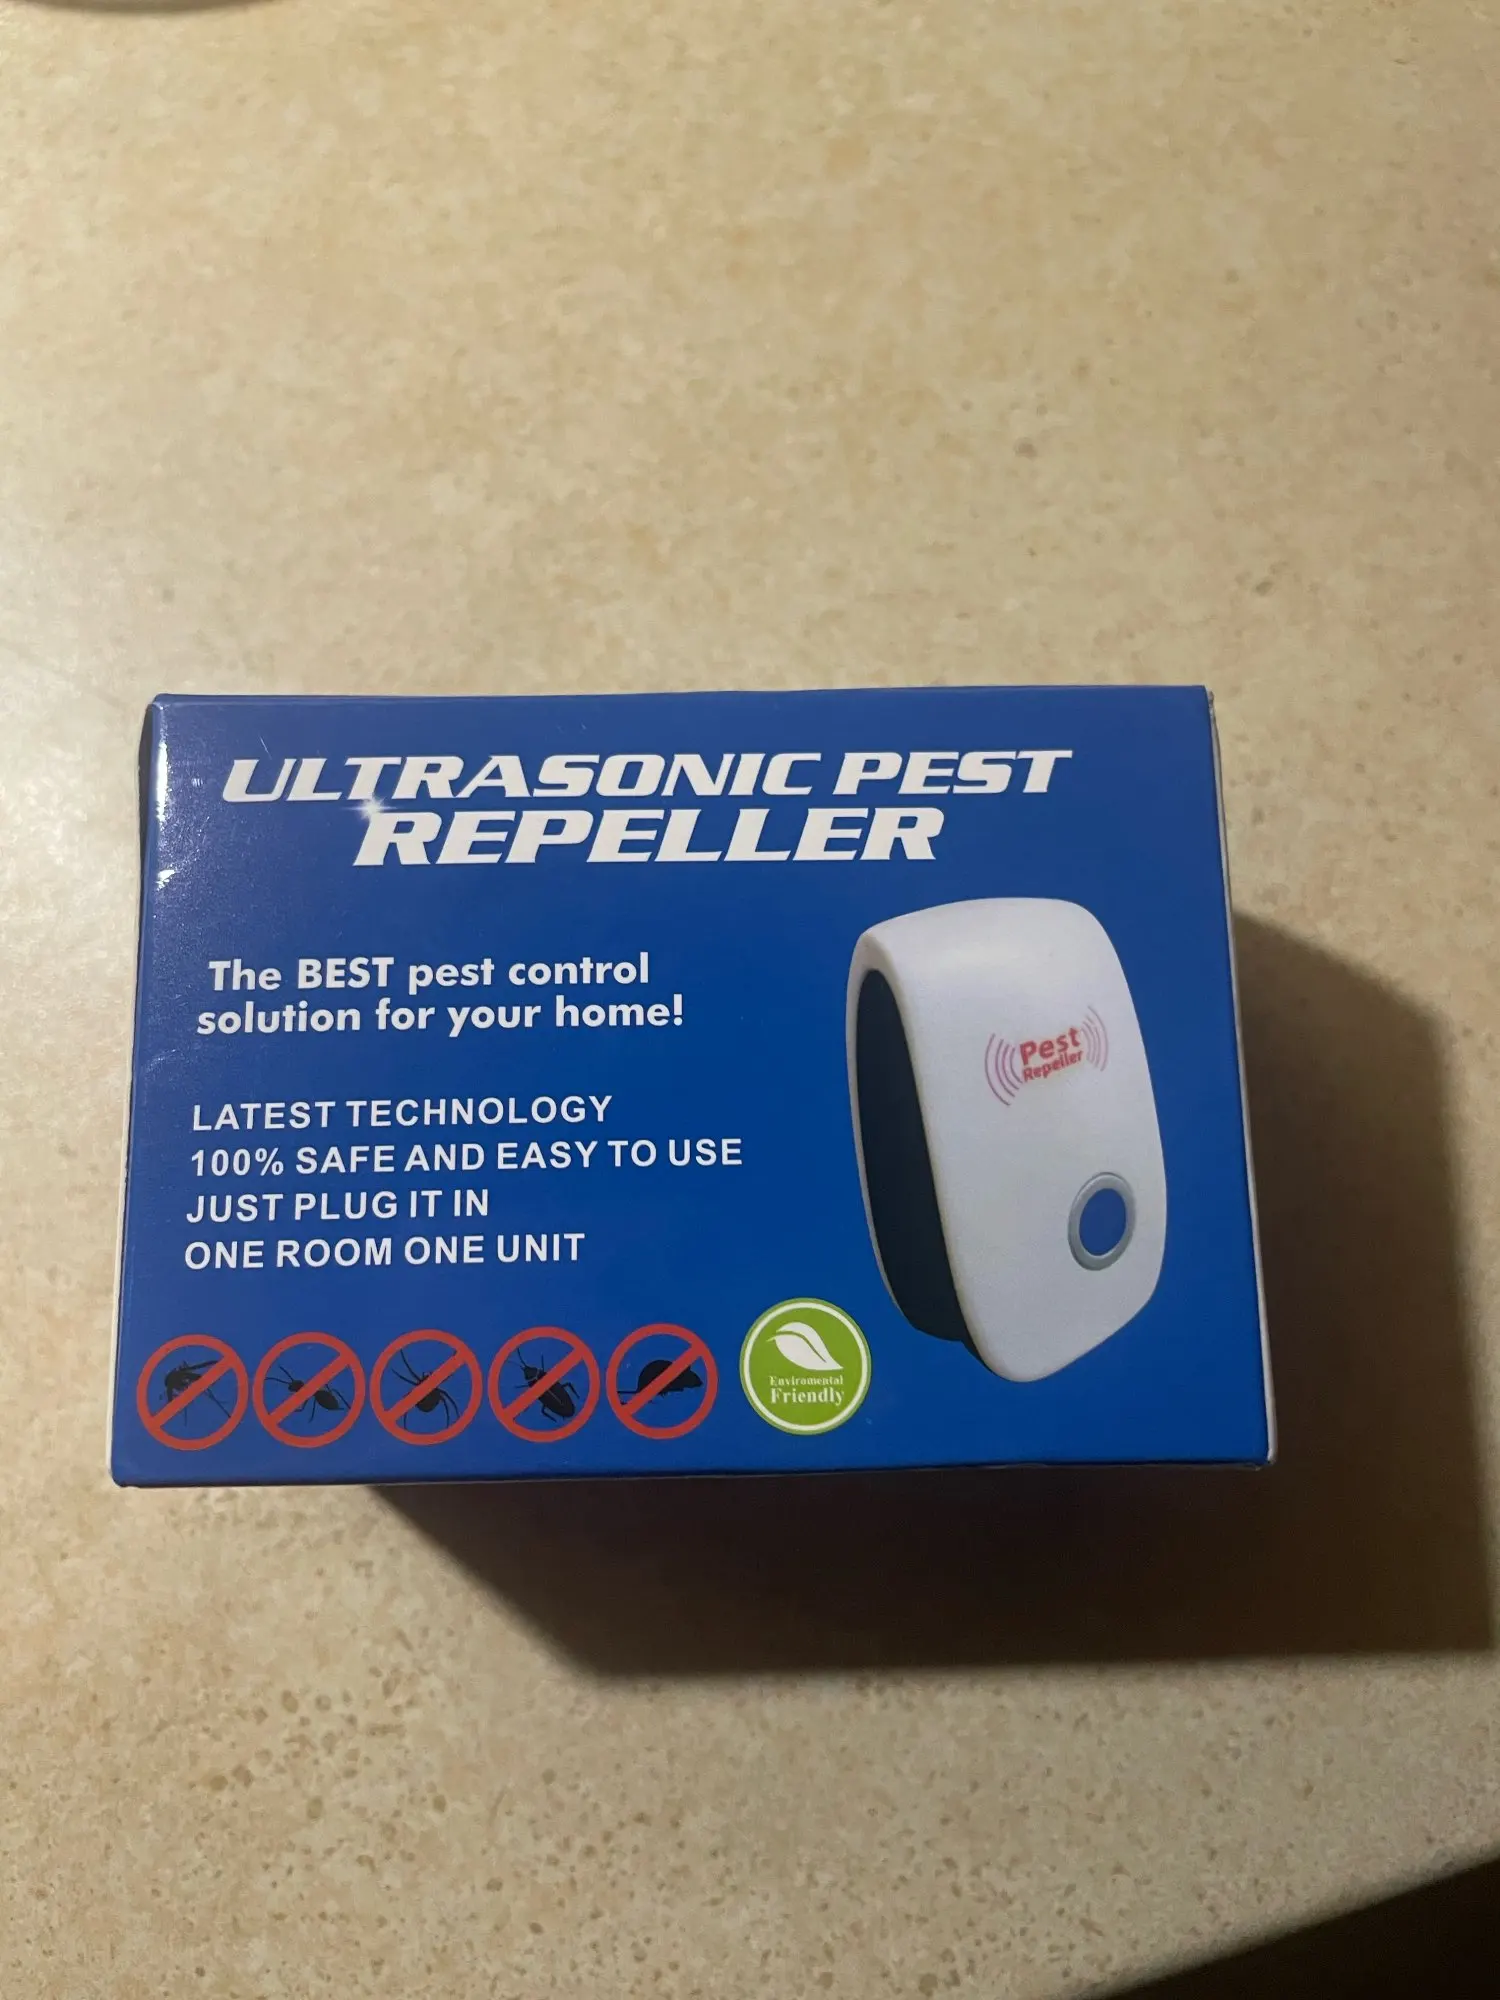 ULTRASONIC PEST
REPELLER
The BEST pest control
solution for your home!
LATEST TECHNOLOGY
100% SAFE AND EASY TO USE
JUST PLUG IT IN
ONE ROOM ONE UNIT
Pest
Repeller
Enviromental
Friendly